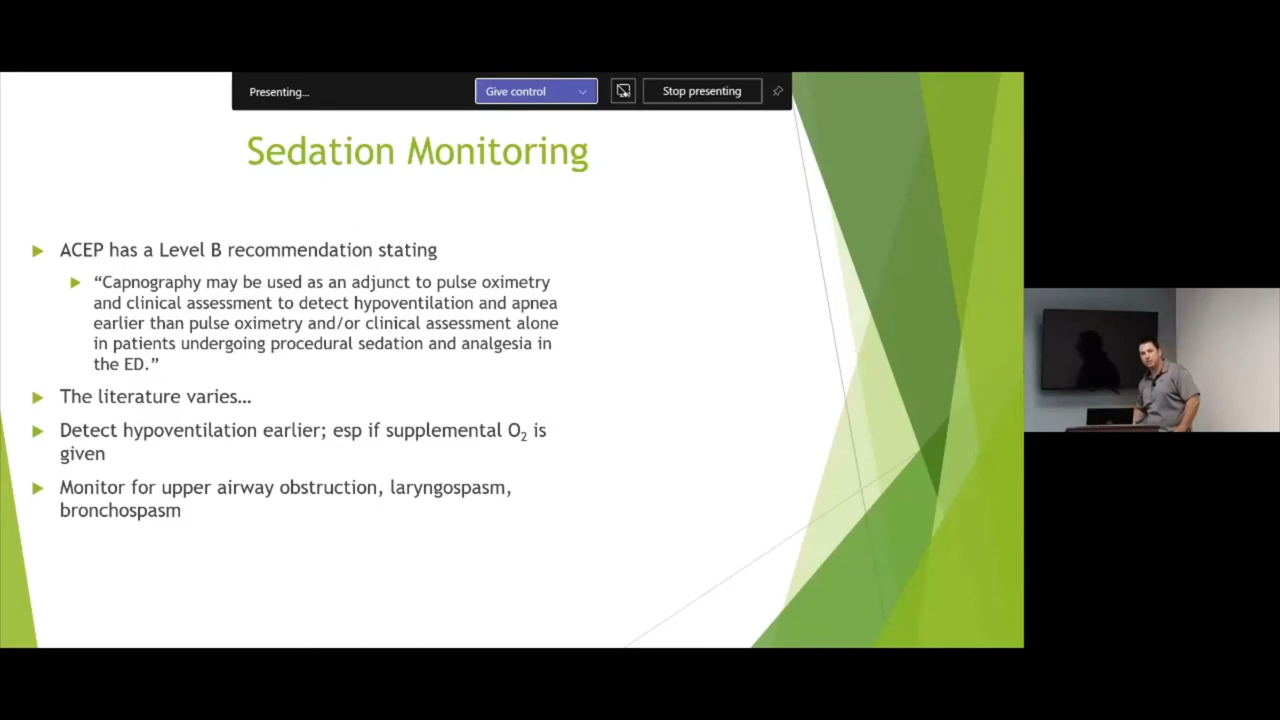 Presenting...
Give control
Stop presenting
Sedation Monitoring
ACEP has a Level B recommendation stating
“Capnography may be used as an adjunct to pulse oximetry
and clinical assessment to detect hypoventilation and apnea
earlier than pulse oximetry and/or clinical assessment alone
in patients undergoing procedural sedation and analgesia in
the ED.”
The literature varies…
Detect hypoventilation earlier; esp if supplemental O₂ is
given
Monitor for upper airway obstruction, laryngospasm,
bronchospasm